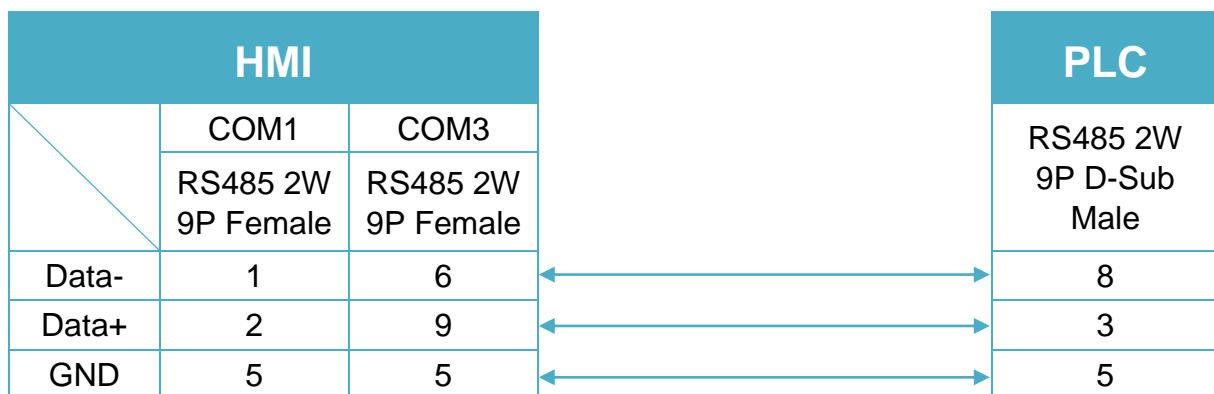 HMI PLC
COM1 COM3
RS485 2W
9P Female
RS485 2W
9P Female
RS485 2W
9P D-Sub
Male
Data- 1 6 8
Data+ 2 9 3
GND 5 5 5